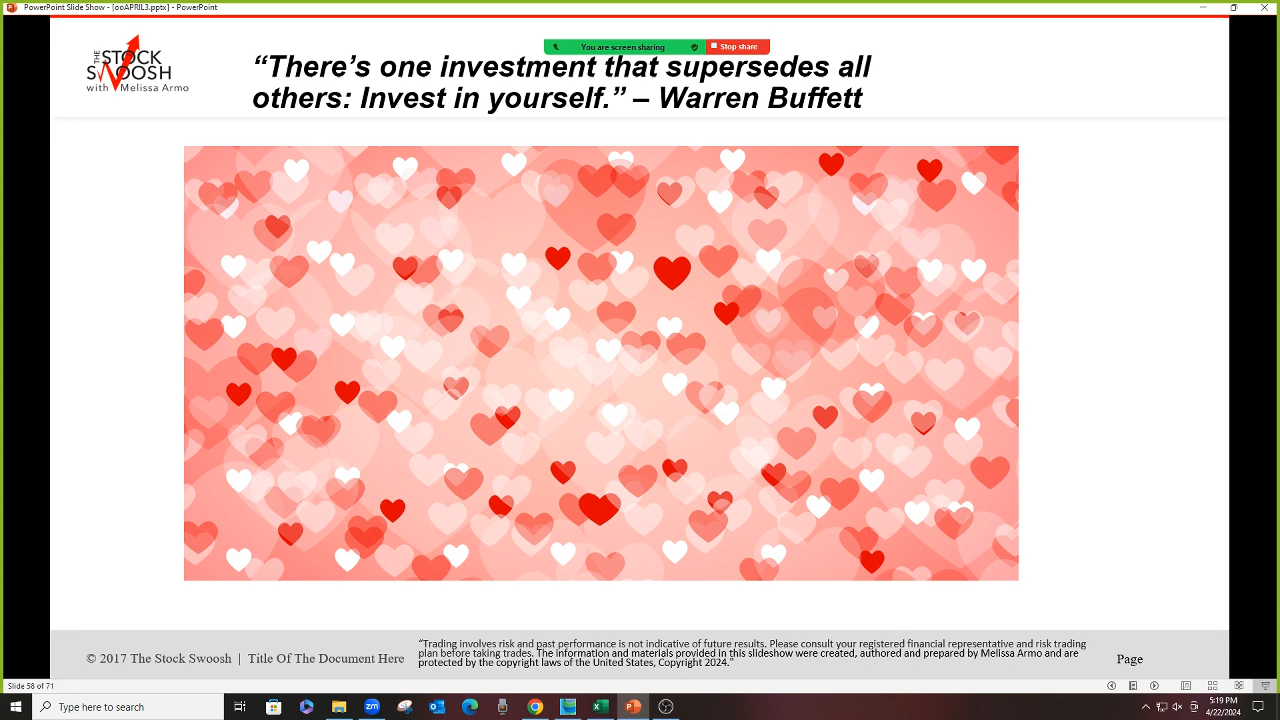 PowerPoint Slide Show - [ooAPRIL3.pptx] - PowerPoint
You are screen sharing
Stop share
THE STOCK
SWOOSH
with Melissa Armo
“There’s one investment that supersedes all
others: Invest in yourself.” – Warren Buffett
“Trading involves risk and past performance is not indicative of future results. Please consult your registered financial representative and risk trading
plan before taking trades. The information and materials provided in this slideshow were created, authored and prepared by Melissa Armo and are
protected by the copyright laws of the United States, Copyright 2024."
© 2017 The Stock Swoosh | Title Of The Document Here
Page
Slide 58 of 71
Type here to search
5:19 PM
4/22/2024